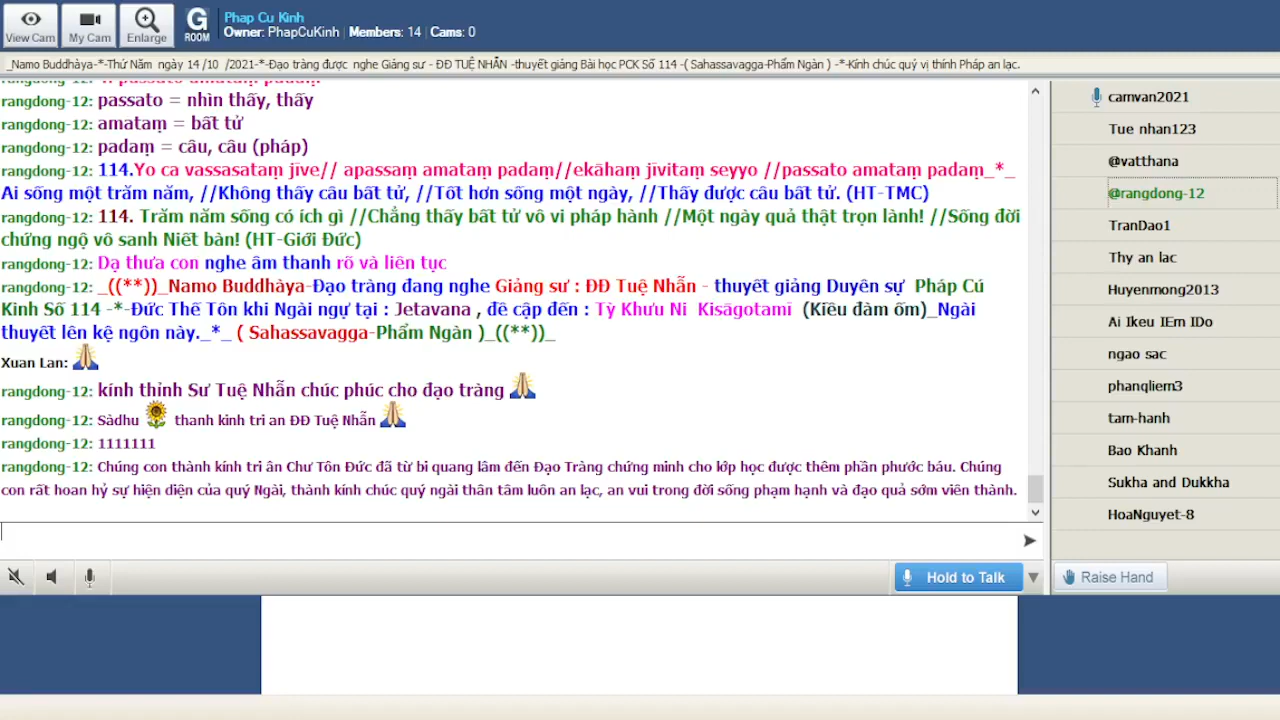 View Cam
My Cam
Enlarge
G
ROOM
Phap Cu Kinh
Owner: PhapCuKinh | Members: 14 | Cams: 0
_Namo Buddhàya-*-Thứ Năm ngày 14 /10 /2021-*-Đạo tràng được nghe Giảng sư - ĐĐ TUỆ NHẪN -thuyết giảng Bài học PCK Số 114 -( Sahassavagga-Phẩm Ngàn ) -*-Kính chúc quý vị thính Pháp an lạc.
rangdong-12: passato = nhìn thấy, thấy
rangdong-12: amataṃ = bất tử
rangdong-12: padaṃ = câu, câu (pháp)
rangdong-12: 114.Yo ca vassasataṃ jīve// apassaṃ amataṃ padaṃ//ekāhaṃ jīvitaṃ seyyo //passato amataṃ padaṃ_*_
Ai sống một trăm năm, //Không thấy câu bất tử, //Tốt hơn sống một ngày, //Thấy được câu bất tử. (HT-TMC)
rangdong-12: 114. Trăm năm sống có ích gì //Chẳng thấy bất tử vô vi pháp hành //Một ngày quả thật trọn lành! //Sống đời
chứng ngộ vô sanh Niết bàn! (HT-Giới Đức)
rangdong-12: Dạ thưa con nghe âm thanh rõ và liên tục
rangdong-12: _((**))_Namo Buddhàya-Đạo tràng đang nghe Giảng sư : ĐĐ Tuệ Nhẫn - thuyết giảng Duyên sự Pháp Cú
Kinh Số 114 -*-Đức Thế Tôn khi Ngài ngự tại : Jetavana , đề cập đến : Tỳ Khưu Ni Kisāgotamī (Kiều đàm ốm)_Ngài
thuyết lên kệ ngôn này._*_ ( Sahassavagga-Phẩm Ngàn )_((**))_
Xuan Lan: 🙏
rangdong-12: kính thỉnh Sư Tuệ Nhẫn chúc phúc cho đạo tràng 🙏
rangdong-12: Sàdhu 🌻 thanh kinh tri an ĐĐ Tuệ Nhẫn 🙏
rangdong-12: 1111111
rangdong-12: Chúng con thành kính tri ân Chư Tôn Đức đã từ bi quang lâm đến Đạo Tràng chứng minh cho lớp học được thêm phần phước báu. Chúng
con rất hoan hỷ sự hiện diện của quý Ngài, thành kính chúc quý ngài thân tâm luôn an lạc, an vui trong đời sống phạm hạnh và đạo quả sớm viên thành.
Hold to Talk
camvan2021
Tue nhan123
@vatthana
@rangdong-12
TranDao1
Thy an lac
Huyenmong2013
Ai Ikeu IEm IDo
ngao sac
phanqliem3
tam-hanh
Bao Khanh
Sukha and Dukkha
HoaNguyet-8
Raise Hand